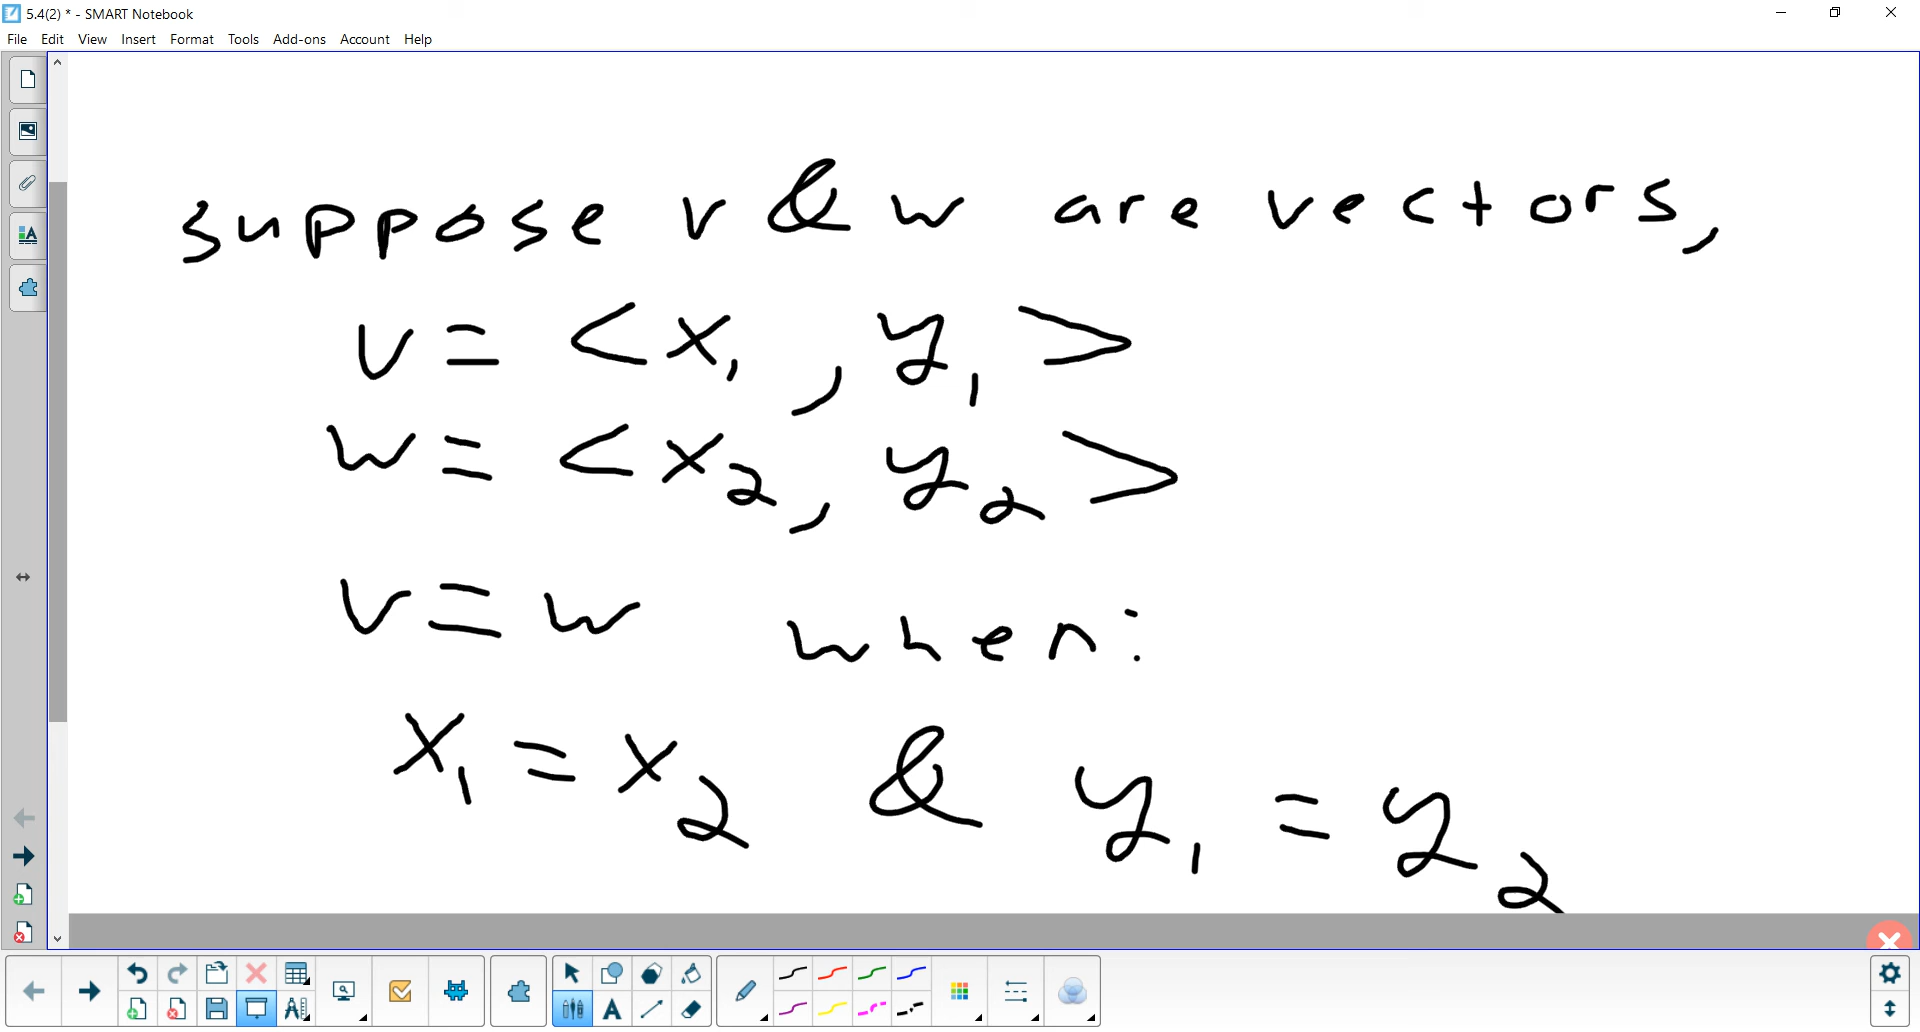 5.4(2) * - SMART Notebook
File Edit View Insert Format Tools Add-ons Account Help
suppose v & w are vectors,
v = <x₁, y₁>
w = <x₂, y₂>
v = w when:
x₁ = x₂ & y₁ = y₂